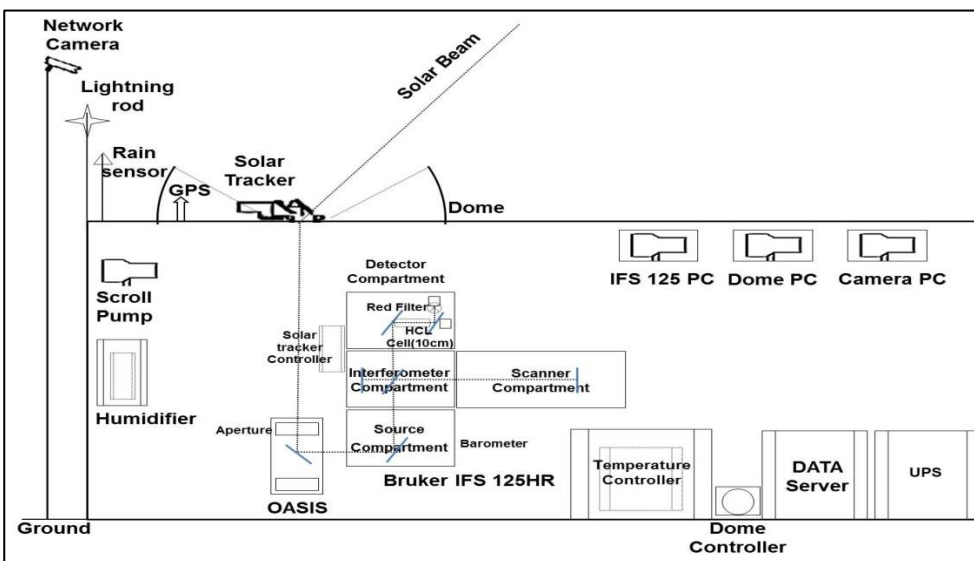 Network
Camera
Solar Beam
Lightning
rod
Rain
sensor
Solar
Tracker
GPS
Dome
IFS 125 PC
Dome PC
Camera PC
Scroll
Pump
Detector
Compartment
Red Filter
HCL
Cell(10cm)
Solar
tracker
Controller
Interferometer
Compartment
Scanner
Compartment
Humidifier
Aperture
Source
Compartment
Barometer
Bruker IFS 125HR
OASIS
Temperature
Controller
DATA
Server
UPS
Ground
Dome
Controller